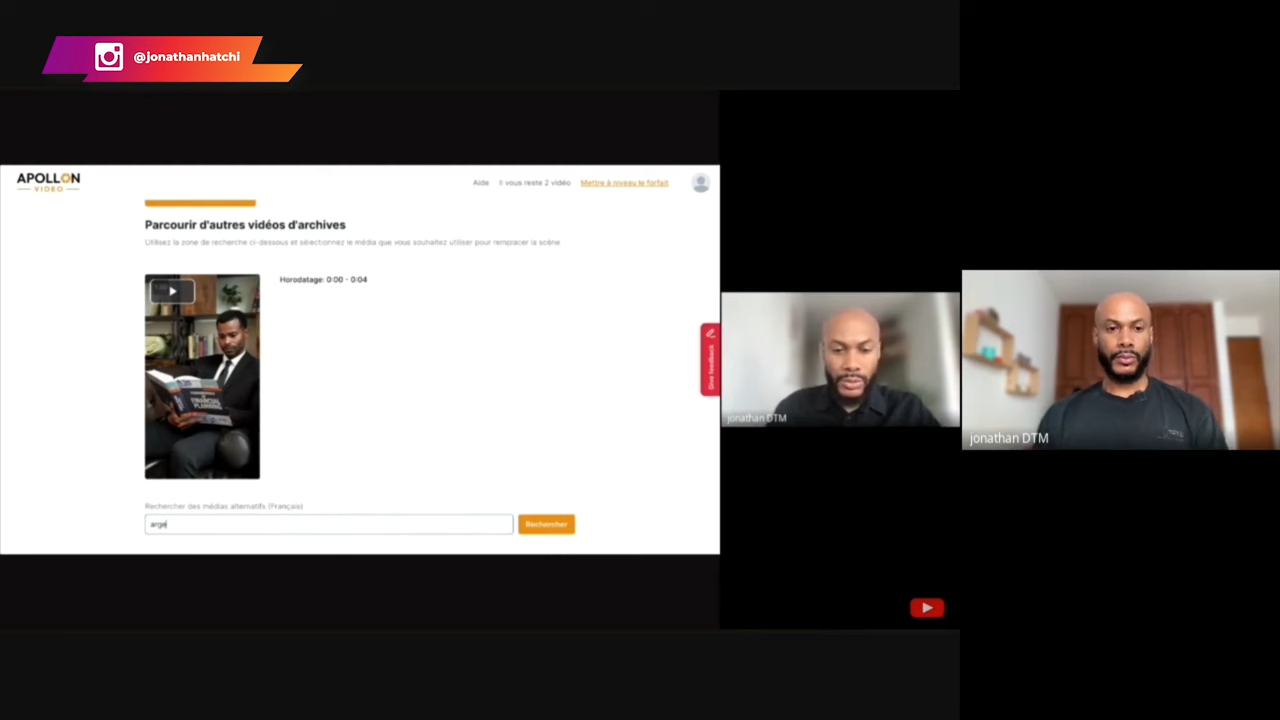 @jonathanhatchi
APOLLON
VIDEO
Aide
Il vous reste 2 vidéo
Mettre à niveau le forfait
Parcourir d'autres vidéos d'archives
Utilisez la zone de recherche ci-dessous et sélectionnez le média que vous souhaitez utiliser pour remplacer la scène
Horodatage: 0:00 - 0:04
FINANCIAL
PLANNING
Give feedback
jonathan DTM
jonathan DTM
Rechercher des médias alternatifs (Français)
arge
Rechercher